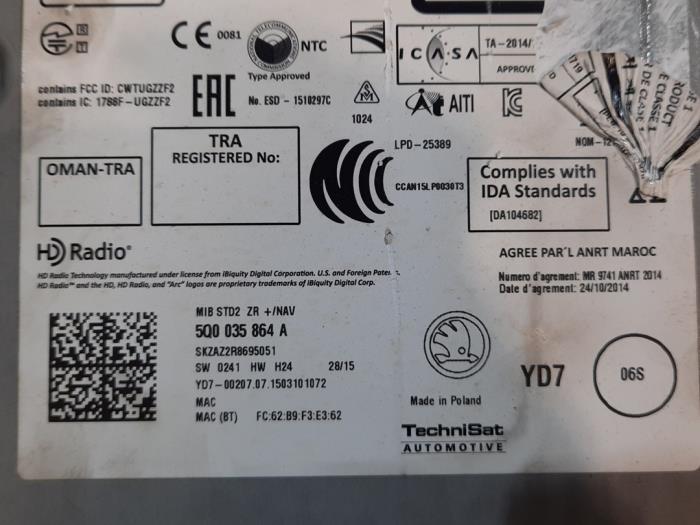 R
T
CE 0081
NTC
Type Approved
No. ESD - 1510297C
ICASA
TA-2014/
APPROV
contains FCC ID: CWTUGZZF2
contains IC: 1788F-UGZZF2
EAC
1024
AITI
LPD-25389
CCAN15LP0030T3
OMAN-TRA
TRA
REGISTERED No:
Complies with
IDA Standards
[DA104682]
HD Radio®
HD Radio Technology manufactured under license from iBiquity Digital Corporation. U.S. and Foreign
HD Radio™ and the HD, HD Radio, and "Arc" logos are proprietary trademarks of iBiquity Digital Corp.
AGREE PAR'L ANRT MAROC
Numero d'agrement: MR 9741 ANRT 2014
Date d'agrement: 24/10/2014
MIB STD2 ZR +/NAV
5Q0 035 864 A
SKZAZ2R8695051
SW 0241 HW H24 28/15
YD7-00207.07.1503101072
MAC
MAC (BT) FC:62:B9:F3:E3:62
Made in Poland
YD7
06S
TechniSat
AUTOMOTIVE